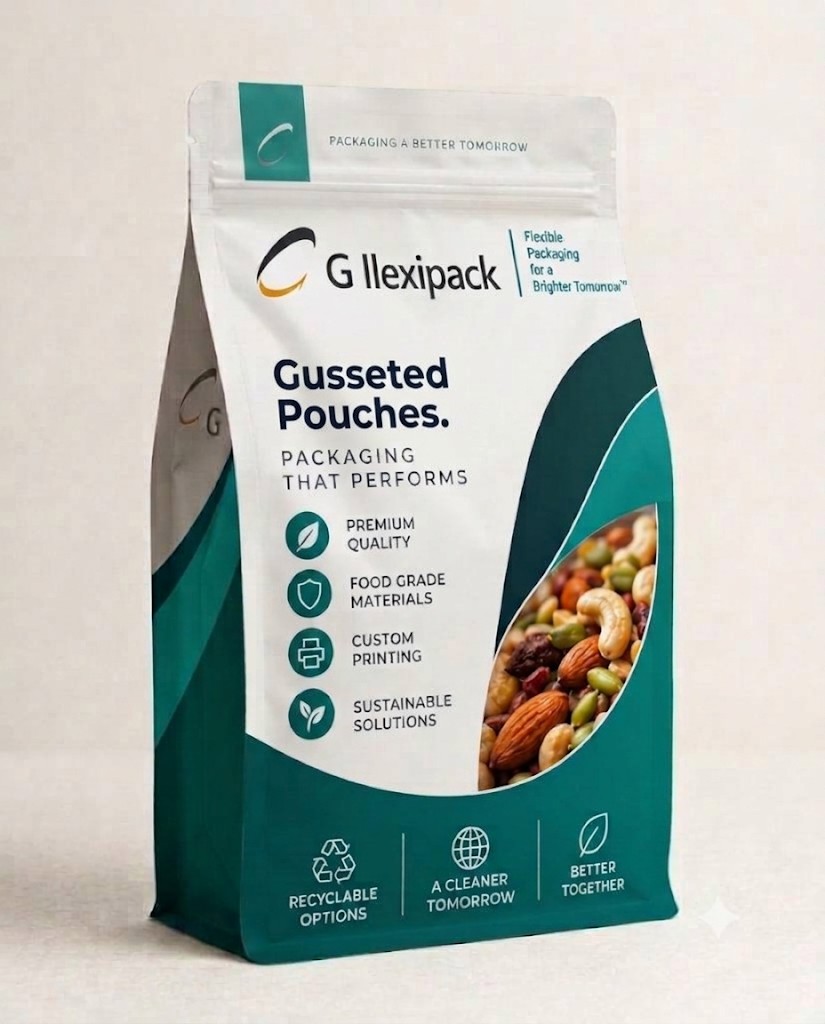 PACKAGING A BETTER TOMORROW
G llexipack
Flexible
Packaging
for a
Brighter Tomorrow™
Gusseted
Pouches.
PACKAGING
THAT PERFORMS
PREMIUM
QUALITY
FOOD GRADE
MATERIALS
CUSTOM
PRINTING
SUSTAINABLE
SOLUTIONS
G
RECYCLABLE
OPTIONS
A CLEANER
TOMORROW
BETTER
TOGETHER